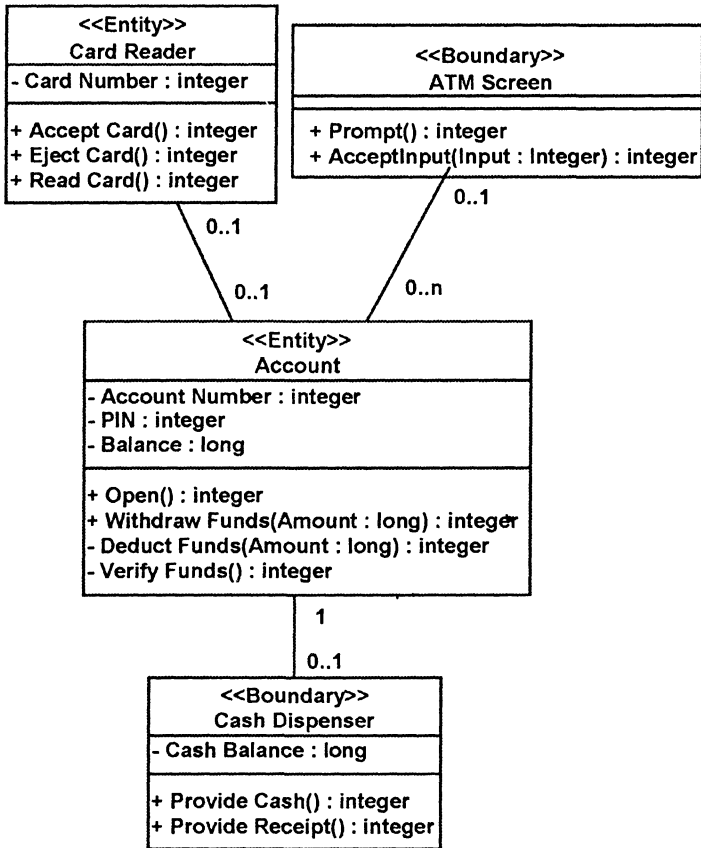 <<Entity>>
Card Reader
- Card Number : integer
+ Accept Card() : integer
+ Eject Card() : integer
+ Read Card() : integer
<<Boundary>>
ATM Screen
+ Prompt() : integer
+ AcceptInput(Input : Integer) : integer
0..1
0..1
0..1
0..n
<<Entity>>
Account
- Account Number : integer
- PIN : integer
- Balance : long
+ Open() : integer
+ Withdraw Funds(Amount : long) : integer
- Deduct Funds(Amount : long) : integer
- Verify Funds() : integer
1
0..1
<<Boundary>>
Cash Dispenser
- Cash Balance : long
+ Provide Cash() : integer
+ Provide Receipt() : integer